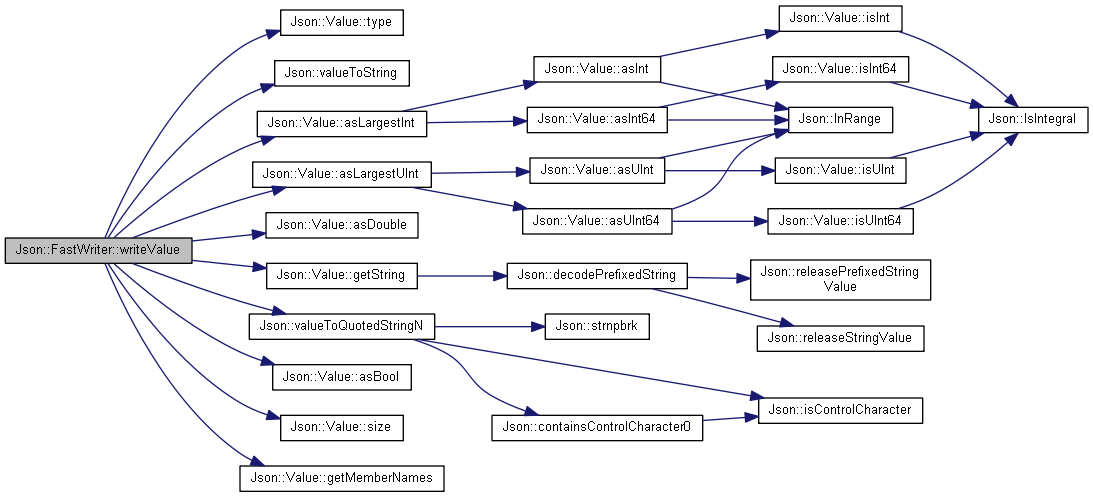 Json::FastWriter::writeValue
Json::Value::type
Json::valueToString
Json::Value::asLargestInt
Json::Value::asLargestUInt
Json::Value::asDouble
Json::Value::getString
Json::valueToQuotedStringN
Json::Value::asBool
Json::Value::size
Json::Value::getMemberNames
Json::Value::asInt
Json::Value::asInt64
Json::Value::asUInt
Json::Value::asUInt64
Json::decodePrefixedString
Json::strnpbrk
Json::containsControlCharacter0
Json::Value::isInt
Json::Value::isInt64
Json::InRange
Json::Value::isUInt
Json::Value::isUInt64
Json::releasePrefixedString
Value
Json::releaseStringValue
Json::isControlCharacter
Json::IsIntegral